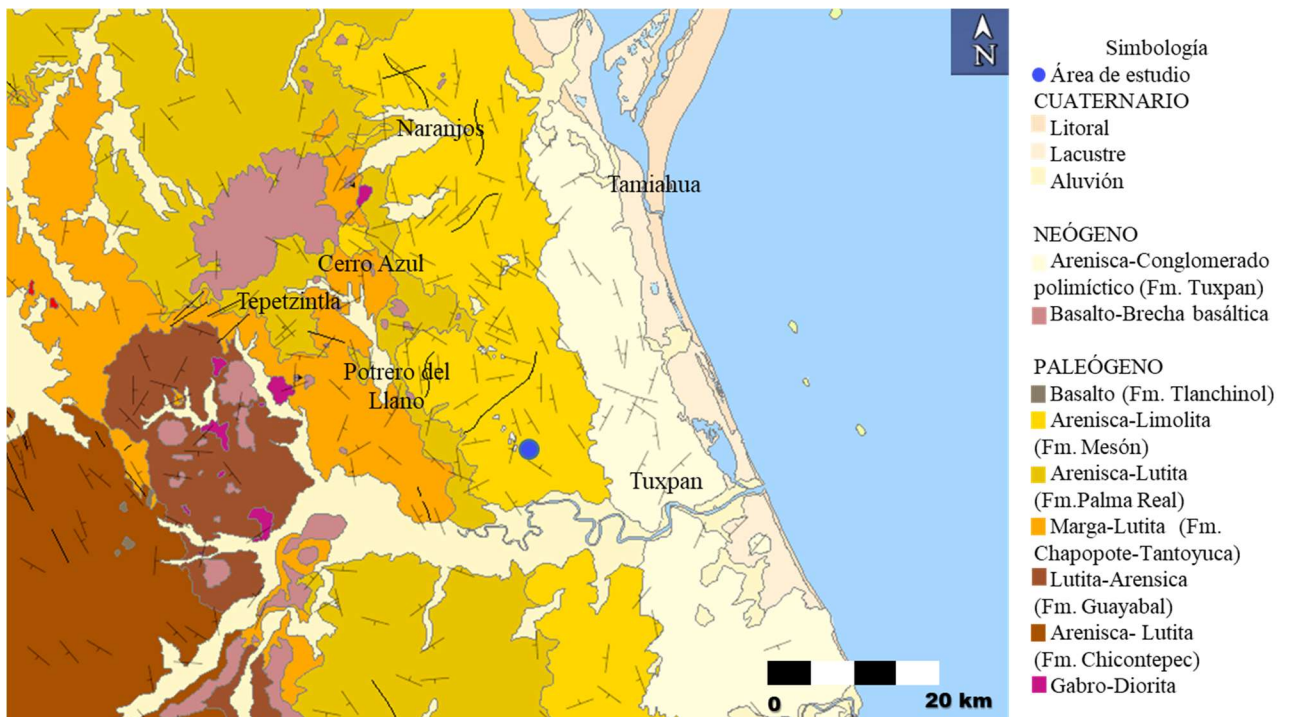 N
Naranjos
Tamiahua
Cerro Azul
Tepetzintla
Potrero del
Llano
Tuxpan
0
20 km
Simbología
Área de estudio
CUATERNARIO
Litoral
Lacustre
Aluvión
NEÓGENO
Arenisca-Conglomerado
polimíctico (Fm. Tuxpan)
Basalto-Brecha basáltica
PALEÓGENO
Basalto (Fm. Tlanchinol)
Arenisca-Limolita
(Fm. Mesón)
Arenisca-Lutita
(Fm.Palma Real)
Marga-Lutita (Fm.
Chapopote-Tantoyuca)
Lutita-Arensica
(Fm. Guayabal)
Arenisca- Lutita
(Fm. Chicontepec)
Gabro-Diorita